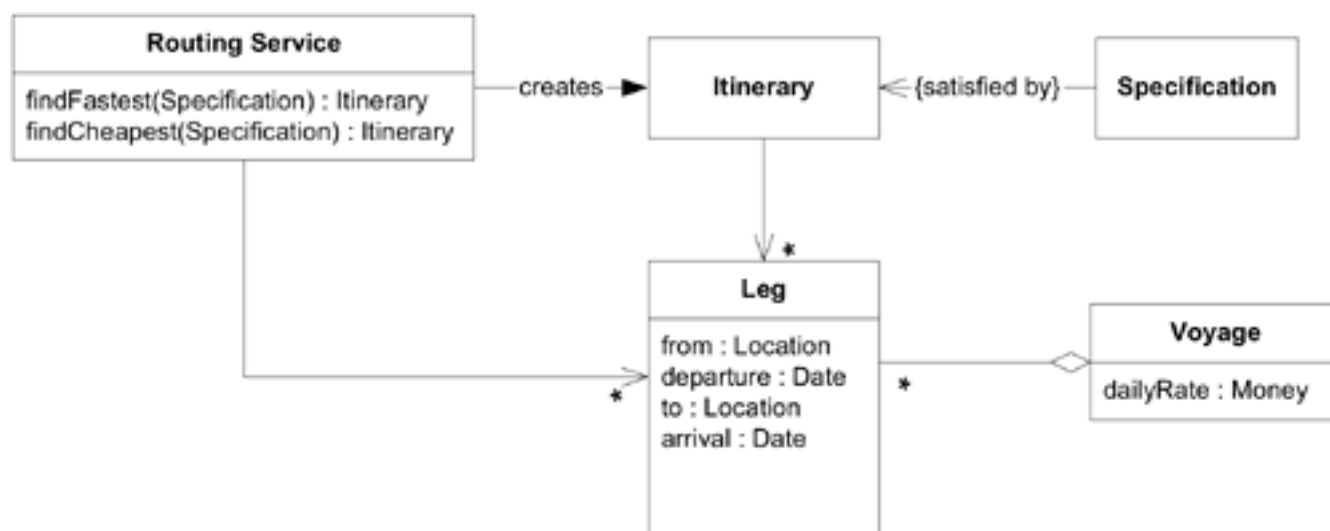 Routing Service
findFastest(Specification) : Itinerary
findCheapest(Specification) : Itinerary
creates
Itinerary
{satisfied by}
Specification
*
Leg
from : Location
departure : Date
to : Location
arrival : Date
*
*
Voyage
dailyRate : Money